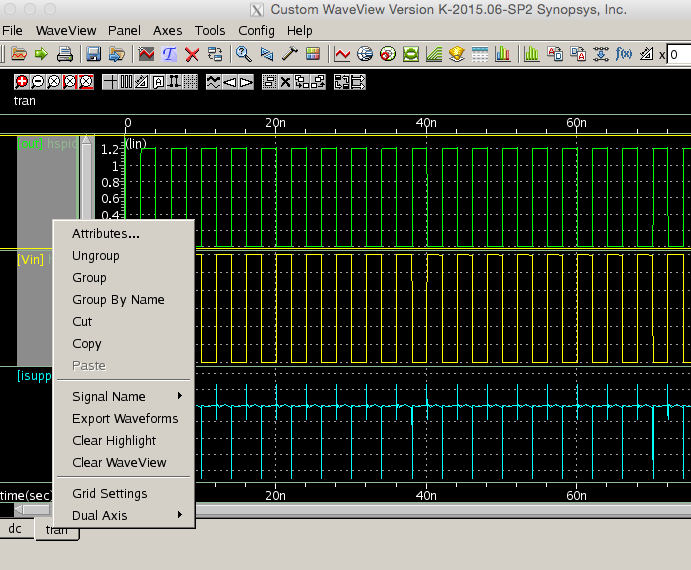 Custom WaveView Version K-2015.06-SP2 Synopsys, Inc.
File WaveView Panel Axes Tools Config Help
f(x) x 0
tran
0 20n 40n 60n
hspic (lin)
1.2
1
0.8
0.6
0.4
Attributes...
Ungroup
[Vin]
Group
Group By Name
Cut
Copy
Paste
[isupp
Signal Name
Export Waveforms
Clear Highlight
Clear WaveView
Grid Settings
time(sec) 20n 40n 60n
Dual Axis
dc tran